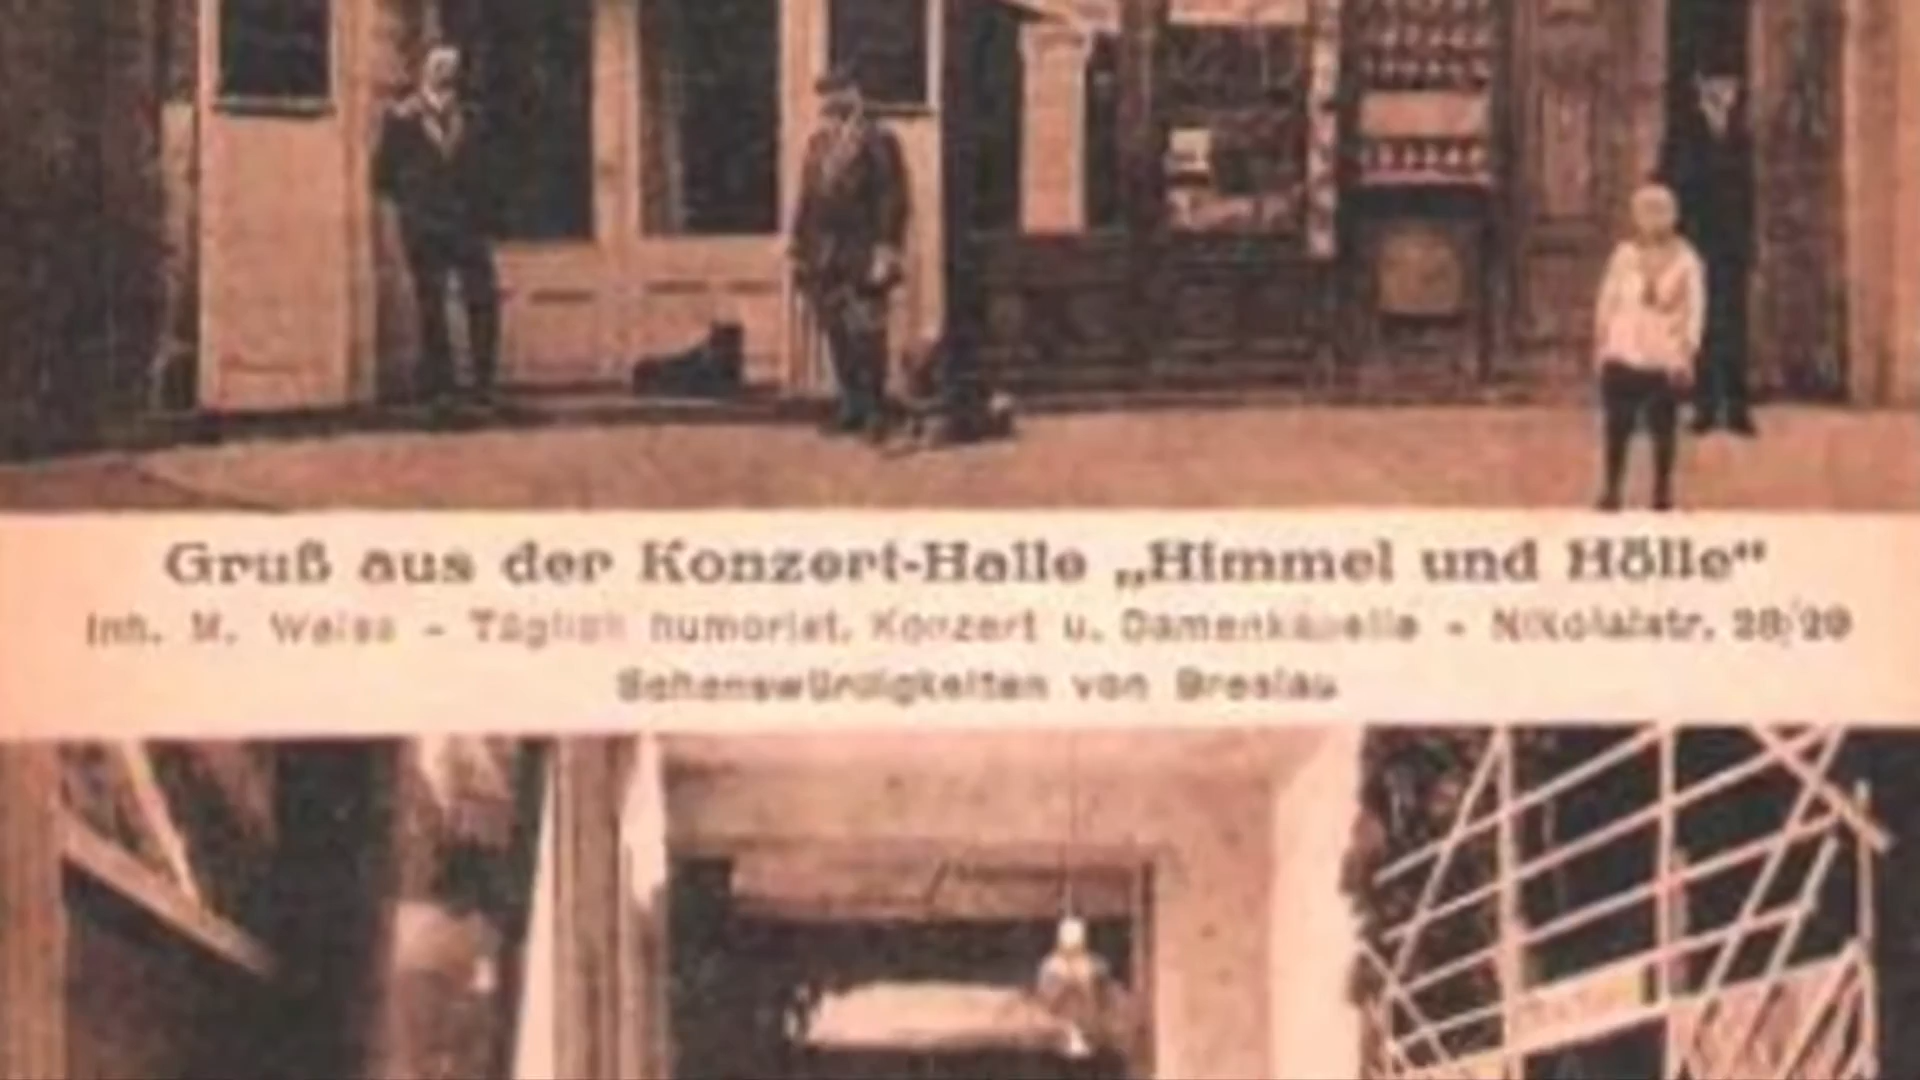 Gruß aus der Konzert-Halle „Himmel und Hölle“
Inh. M. Weiss - Täglich humorist. Konzert u. Damenkapelle - Nikolaistr. 28/29
Sehenswürdigkeiten von Breslau